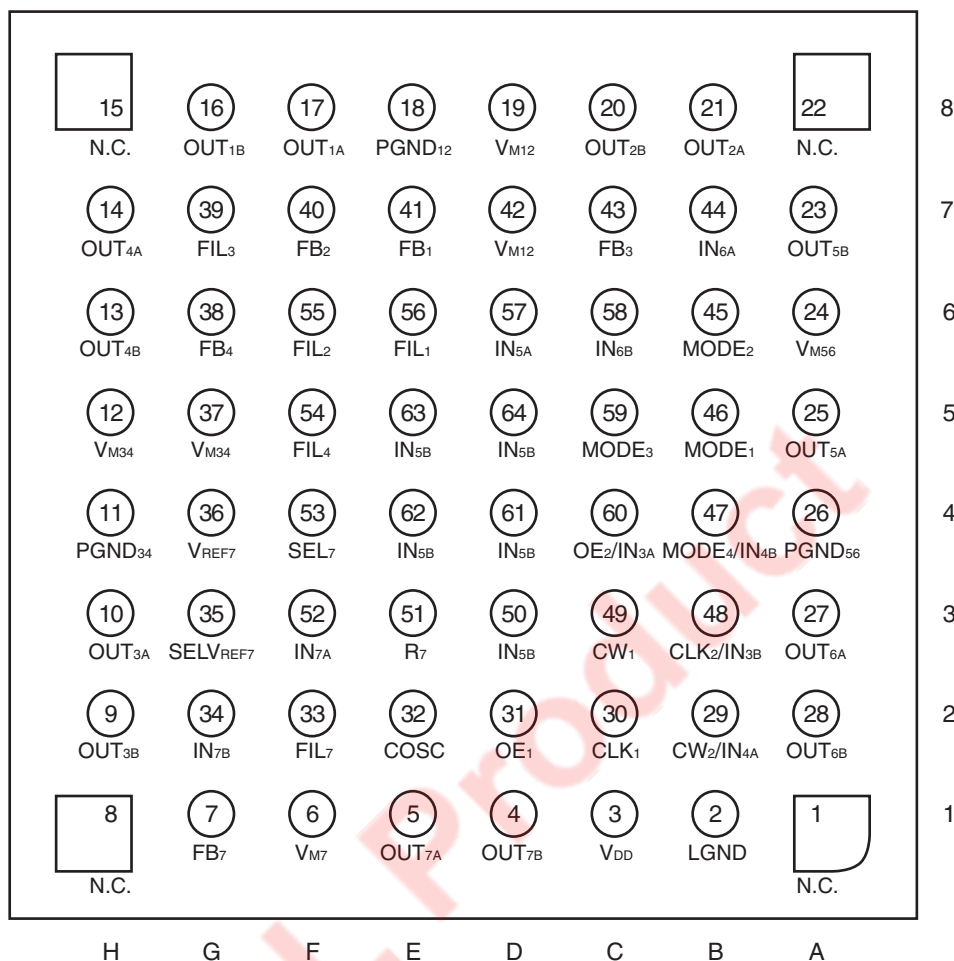 15 16 17 18 19 20 21 22 8
N.C. OUT1B OUT1A PGND12 VM12 OUT2B OUT2A N.C.
14 39 40 41 42 43 44 23 7
OUT4A FIL3 FB2 FB1 VM12 FB3 IN6A OUT5B
13 38 55 56 57 58 45 24 6
OUT4B FB4 FIL2 FIL1 IN5A IN6B MODE2 VM56
12 37 54 63 64 59 46 25 5
VM34 VM34 FIL4 IN5B IN5B MODE3 MODE1 OUT5A
11 36 53 62 61 60 47 26 4
PGND34 VREF7 SEL7 IN5B IN5B OE2/IN3A MODE4/IN4B PGND56
10 35 52 51 50 49 48 27 3
OUT3A SELVREF7 IN7A R7 IN5B CW1 CLK2/IN3B OUT6A
9 34 33 32 31 30 29 28 2
OUT3B IN7B FIL7 COSC OE1 CLK1 CW2/IN4A OUT6B
8 7 6 5 4 3 2 1 1
N.C. FB7 VM7 OUT7A OUT7B VDD LGND N.C.
H G F E D C B A
Product